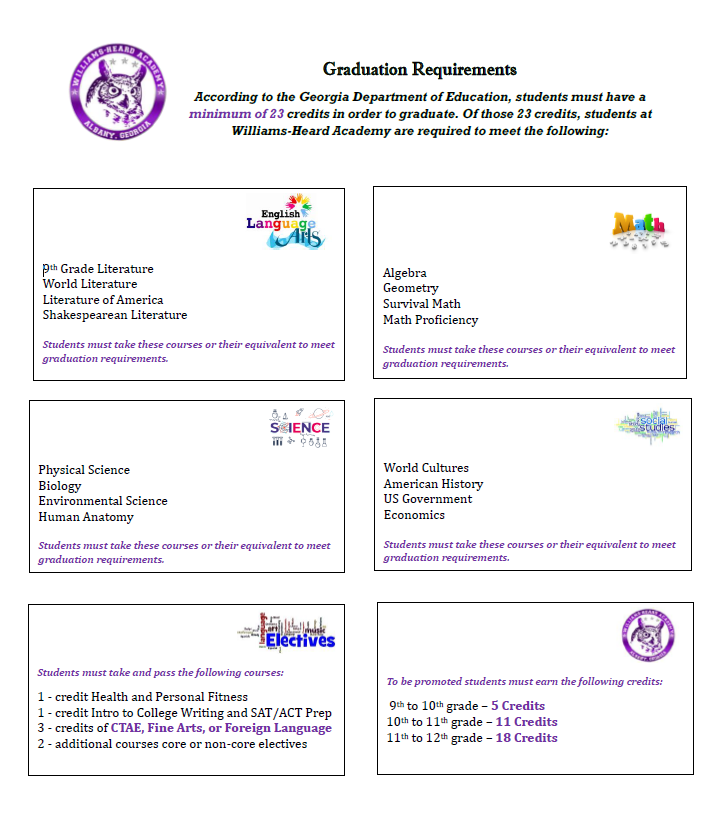 WILLIAMS-HEARD ACADEMY
ALBANY, GEORGIA
Graduation Requirements
According to the Georgia Department of Education, students must have a
minimum of 23 credits in order to graduate. Of those 23 credits, students at
Williams-Heard Academy are required to meet the following:
English
Language
Arts
9th Grade Literature
World Literature
Literature of America
Shakespearean Literature
Students must take these courses or their equivalent to meet
graduation requirements.
Math
Algebra
Geometry
Survival Math
Math Proficiency
Students must take these courses or their equivalent to meet
graduation requirements.
SCIENCE
Physical Science
Biology
Environmental Science
Human Anatomy
Students must take these courses or their equivalent to meet
graduation requirements.
social
studies
World Cultures
American History
US Government
Economics
Students must take these courses or their equivalent to meet
graduation requirements.
language
art
music
Electives
Students must take and pass the following courses:
1 - credit Health and Personal Fitness
1 - credit Intro to College Writing and SAT/ACT Prep
3 - credits of CTAE, Fine Arts, or Foreign Language
2 - additional courses core or non-core electives
WILLIAMS-HEARD ACADEMY
ALBANY, GEORGIA
To be promoted students must earn the following credits:
9th to 10th grade – 5 Credits
10th to 11th grade – 11 Credits
11th to 12th grade – 18 Credits